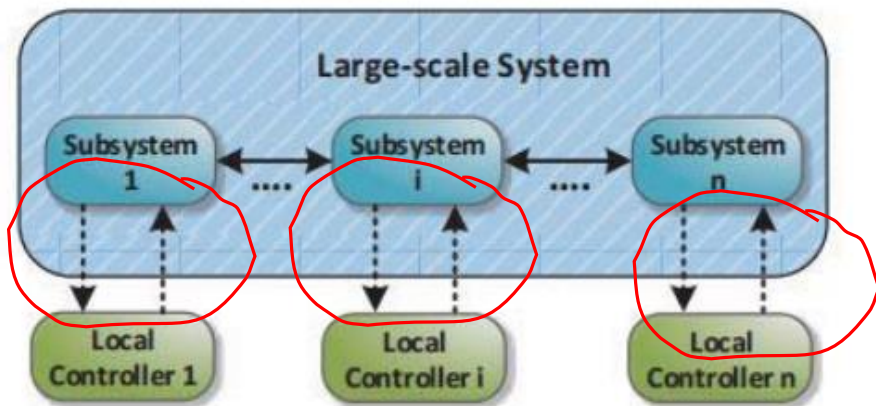 Large-scale System
Subsystem
1
Subsystem
i
Subsystem
n
....
....
Local
Controller 1
Local
Controller i
Local
Controller n